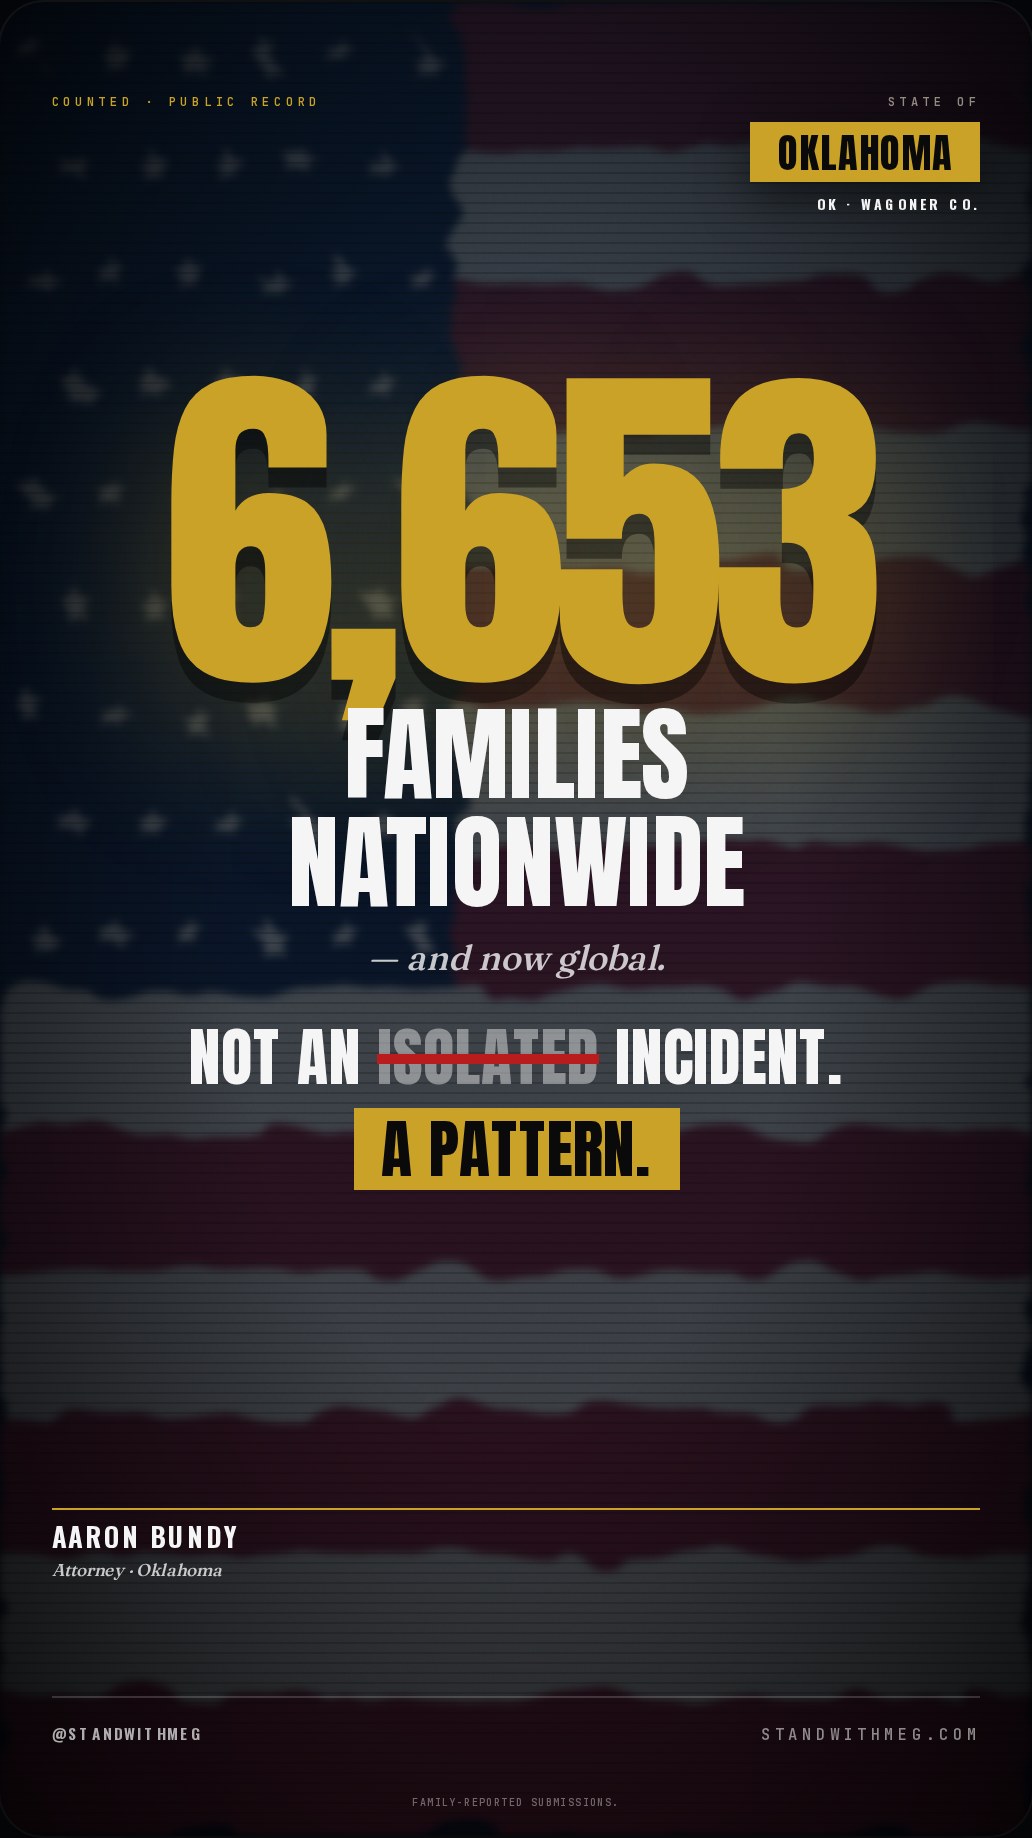 COUNTED · PUBLIC RECORD
STATE OF
OKLAHOMA
OK · WAGONER CO.
6,653
FAMILIES
NATIONWIDE
— and now global.
NOT AN ISOLATED INCIDENT.
A PATTERN.
AARON BUNDY
Attorney · Oklahoma
@STANDWITHMEG
STANDWITHMEG.COM
FAMILY-REPORTED SUBMISSIONS.